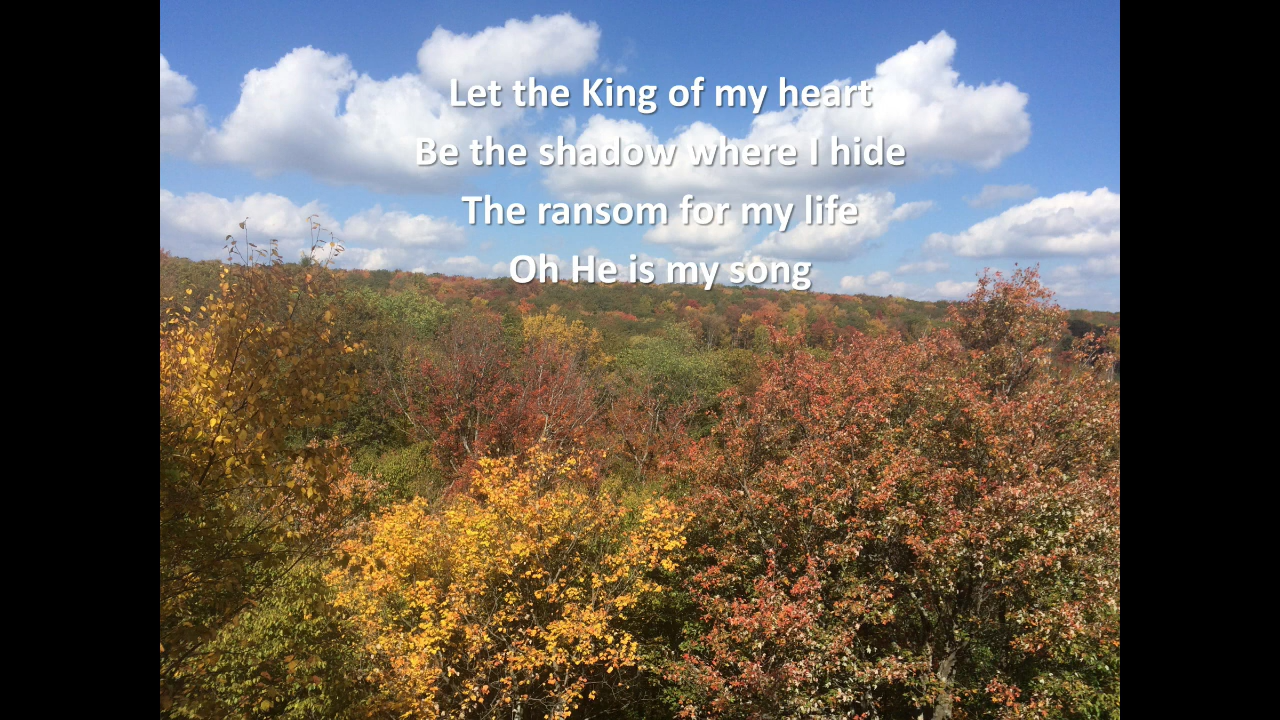 Let the King of my heart
Be the shadow where I hide
The ransom for my life
Oh He is my song